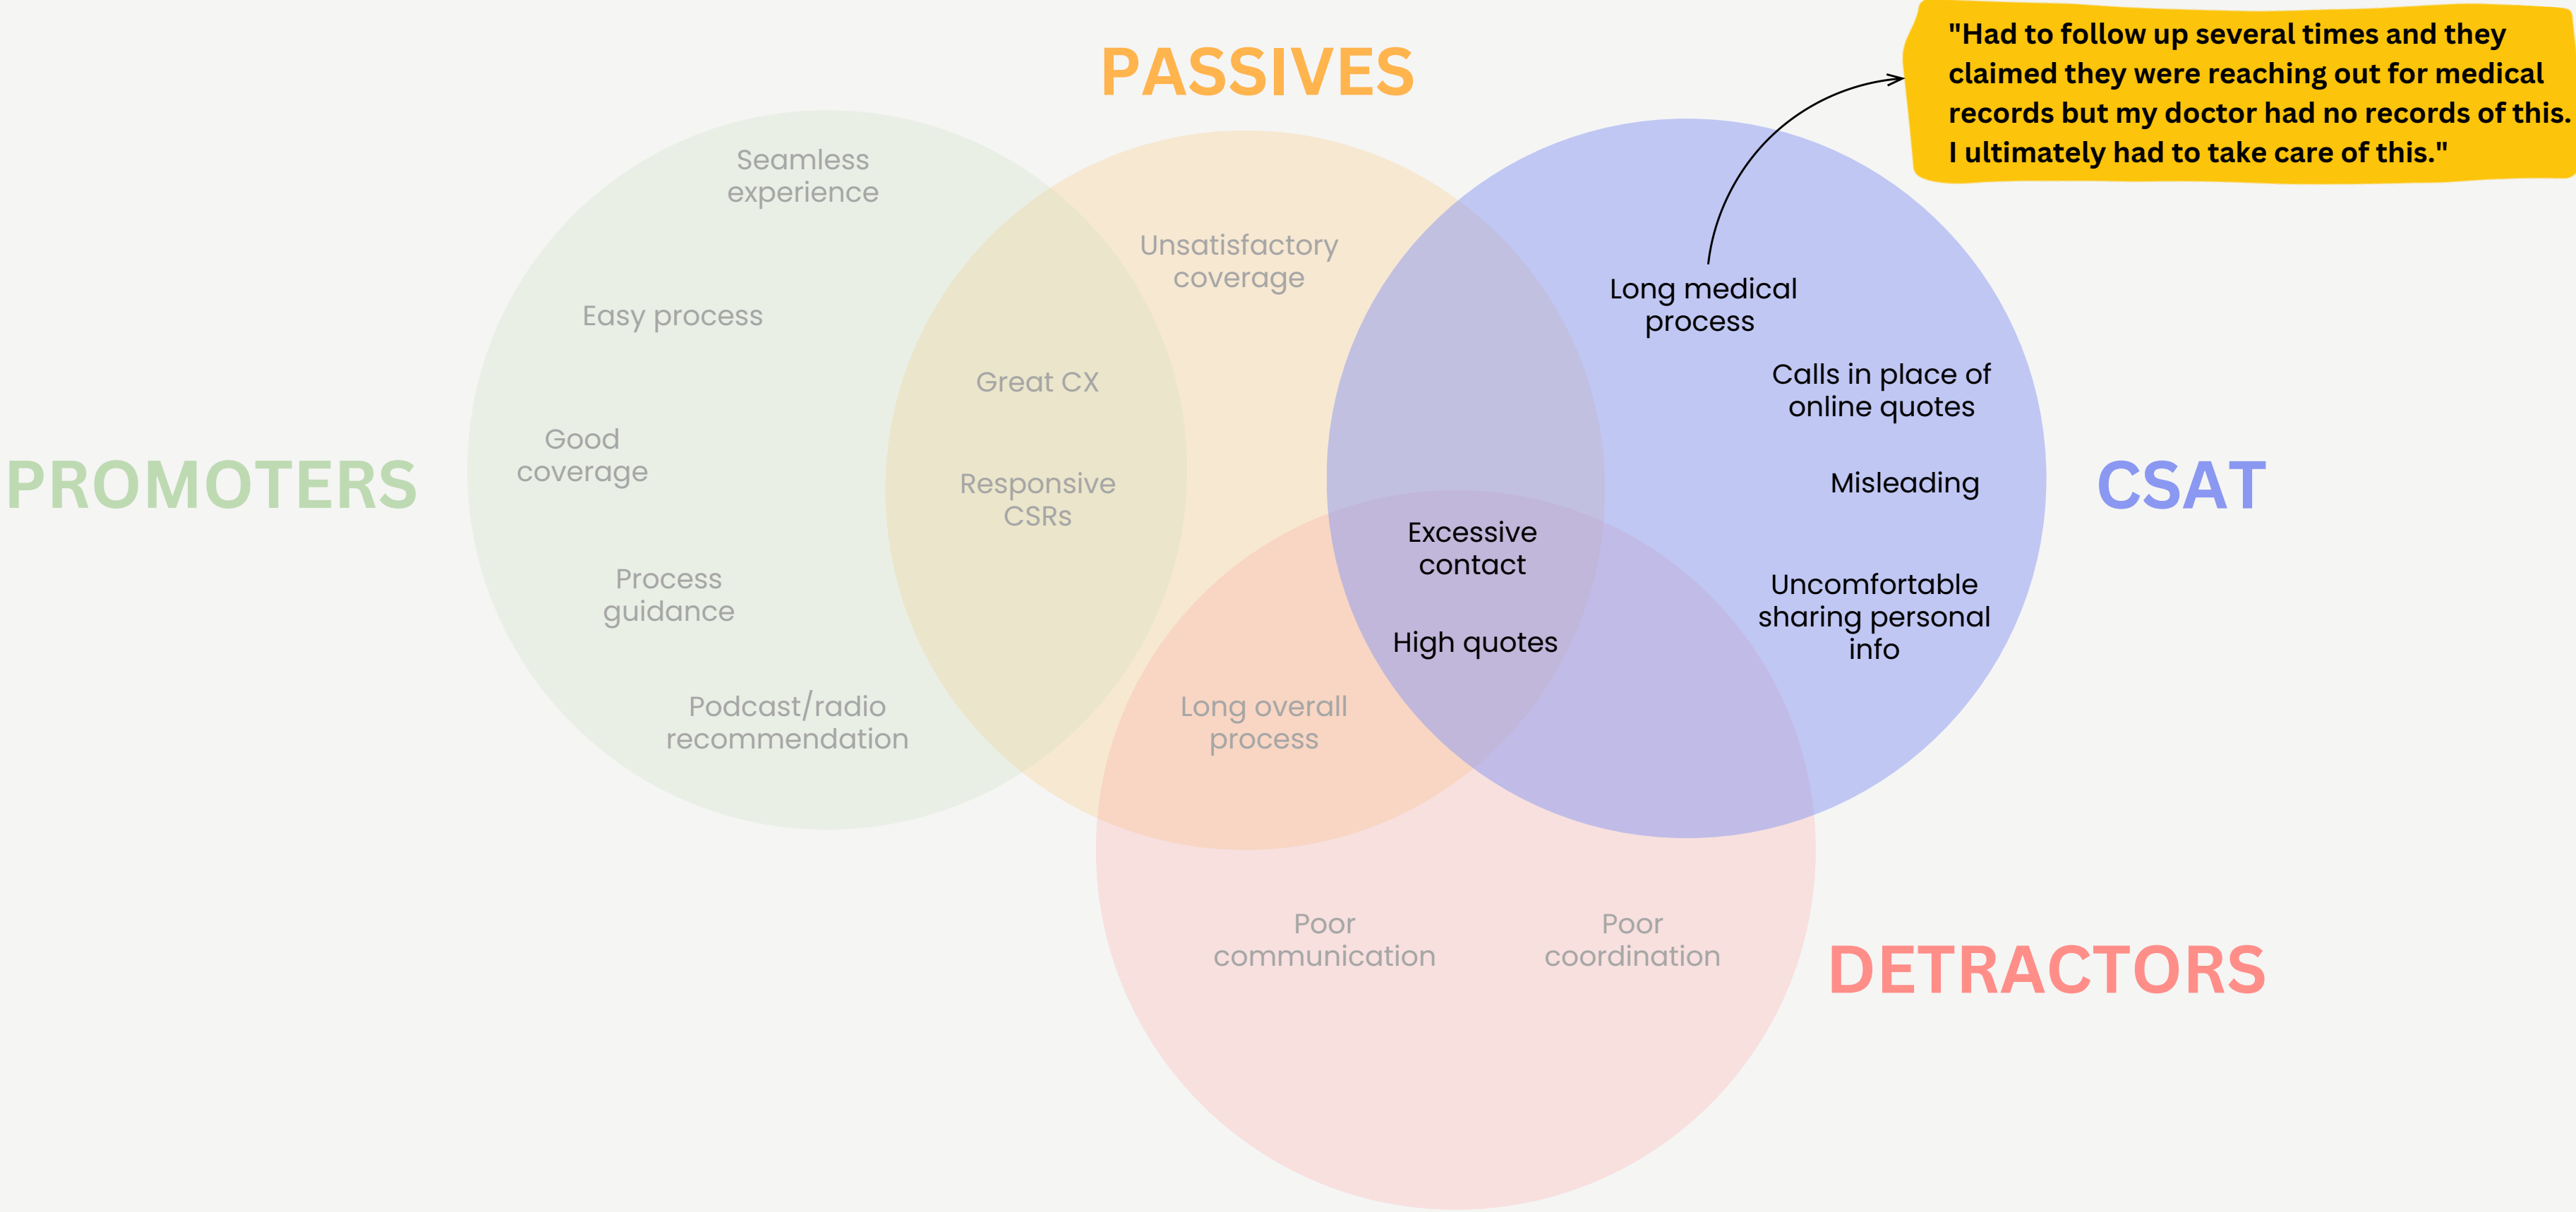 PASSIVES
"Had to follow up several times and they
claimed they were reaching out for medical
records but my doctor had no records of this.
I ultimately had to take care of this."
Seamless
experience
Easy process
Good
coverage
PROMOTERS
Process
guidance
Podcast/radio
recommendation
Great CX
Responsive
CSRs
Unsatisfactory
coverage
Long overall
process
Excessive
contact
High quotes
Long medical
process
Calls in place of
online quotes
Misleading
Uncomfortable
sharing personal
info
CSAT
Poor
communication
Poor
coordination
DETRACTORS